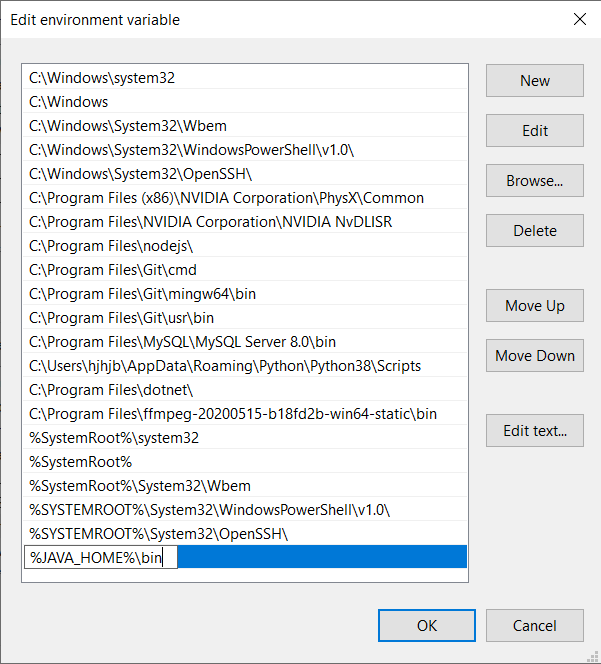 Edit environment variable
C:\Windows\system32
C:\Windows
C:\Windows\System32\Wbem
C:\Windows\System32\WindowsPowerShell\v1.0\
C:\Windows\System32\OpenSSH\
C:\Program Files (x86)\NVIDIA Corporation\PhysX\Common
C:\Program Files\NVIDIA Corporation\NVIDIA NvDLISR
C:\Program Files\nodejs\
C:\Program Files\Git\cmd
C:\Program Files\Git\mingw64\bin
C:\Program Files\Git\usr\bin
C:\Program Files\MySQL\MySQL Server 8.0\bin
C:\Users\hjhjb\AppData\Roaming\Python\Python38\Scripts
C:\Program Files\dotnet\
C:\Program Files\ffmpeg-20200515-b18fd2b-win64-static\bin
%SystemRoot%\system32
%SystemRoot%
%SystemRoot%\System32\Wbem
%SYSTEMROOT%\System32\WindowsPowerShell\v1.0\
%SYSTEMROOT%\System32\OpenSSH\
%JAVA_HOME%\bin
New
Edit
Browse...
Delete
Move Up
Move Down
Edit text...
OK
Cancel